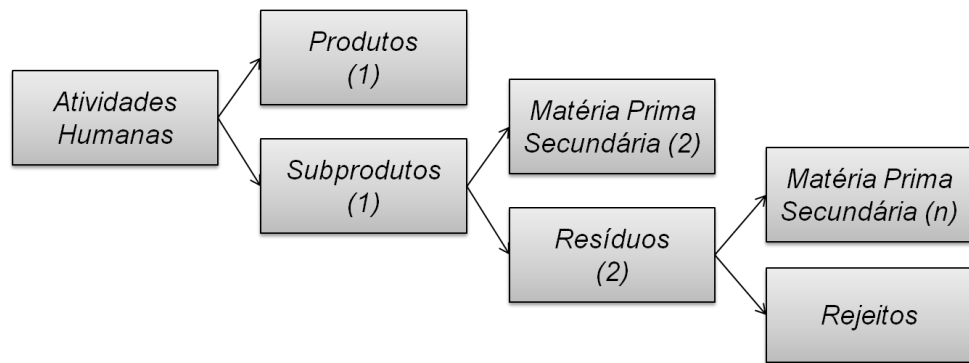 Atividades
Humanas
Produtos
(1)
Subprodutos
(1)
Matéria Prima
Secundária (2)
Resíduos
(2)
Matéria Prima
Secundária (n)
Rejeitos